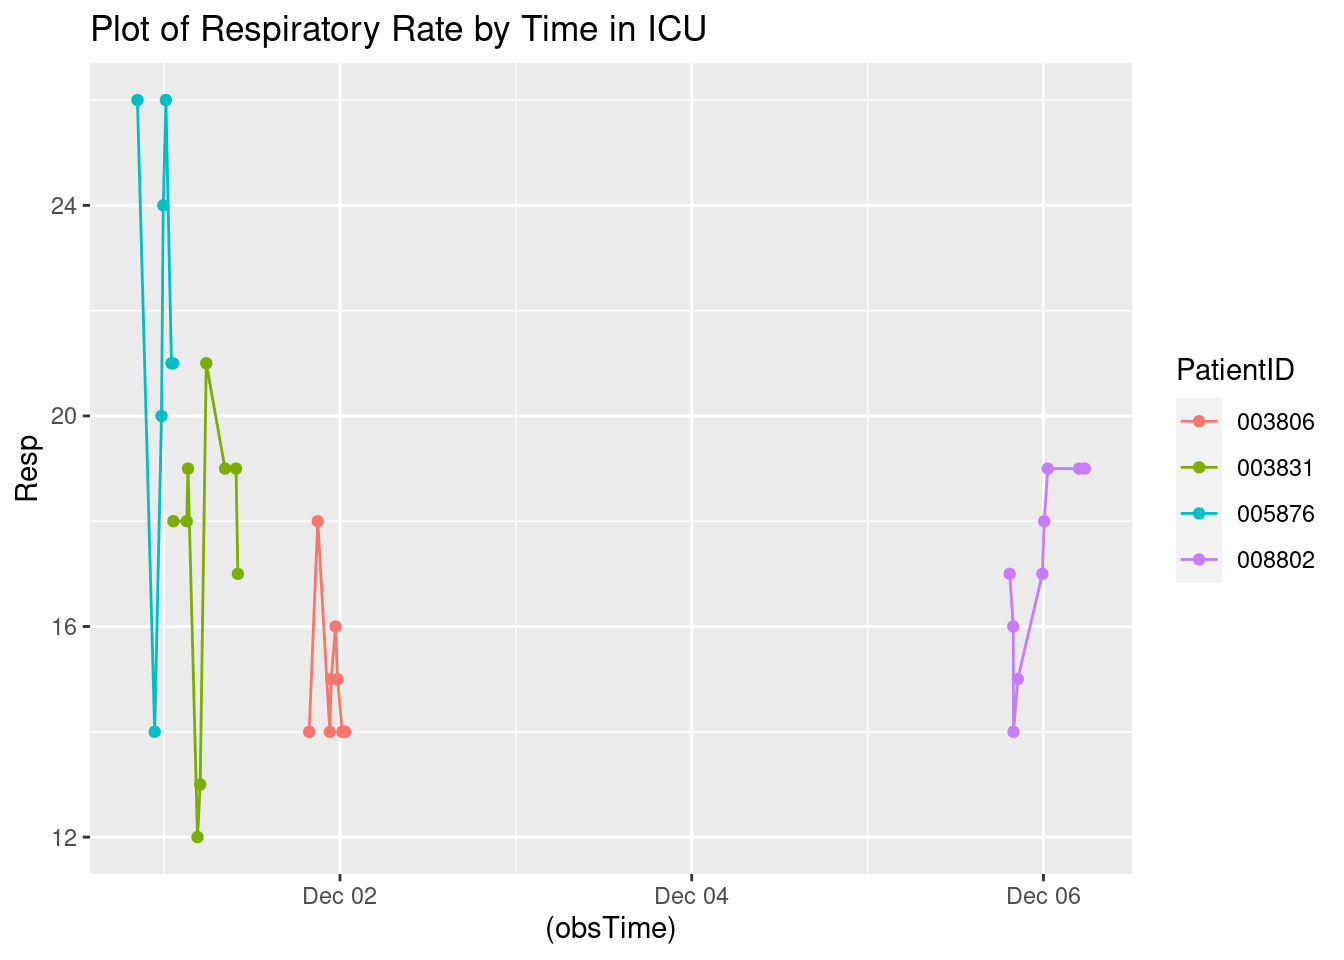 Plot of Respiratory Rate by Time in ICU
24
20
16
12
Resp
Dec 02
Dec 04
Dec 06
(obsTime)
PatientID
003806
003831
005876
008802